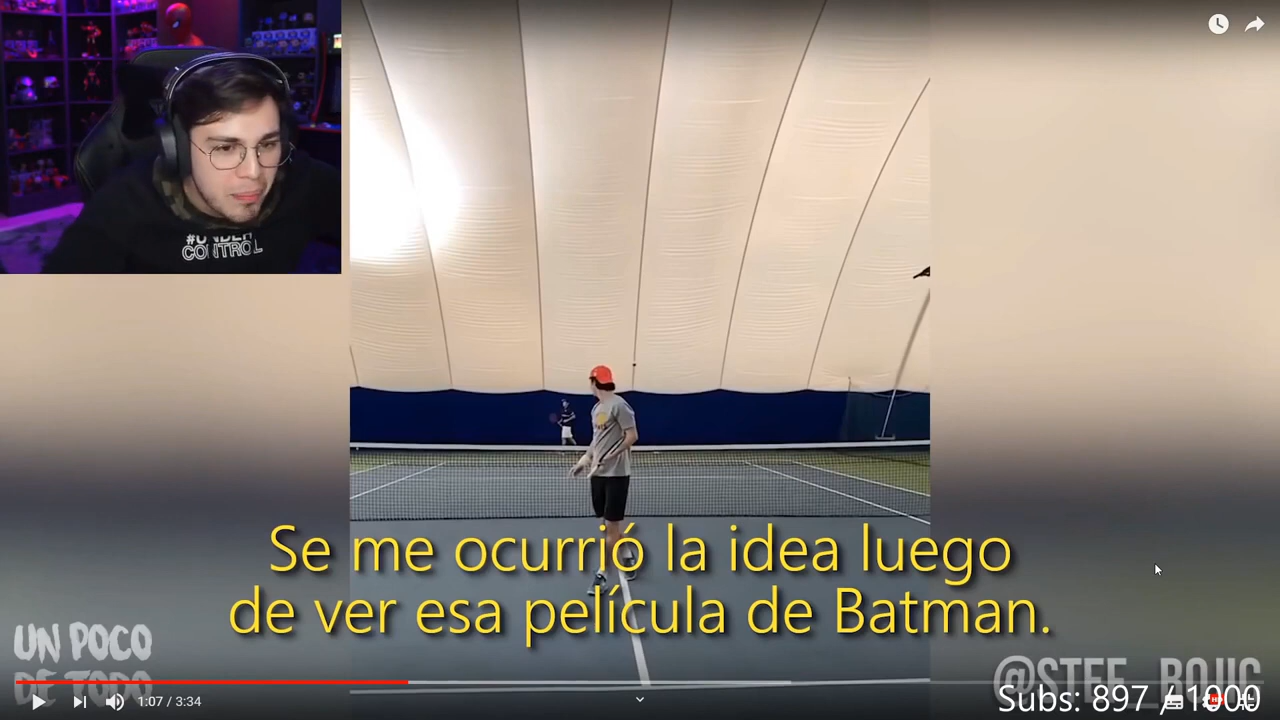 #UNDER
CONTROL
Se me ocurrió la idea luego
de ver esa película de Batman.
UN POCO
DE TODO
@STEF_BOJIC
1:07 / 3:34
Subs: 897 / 1000